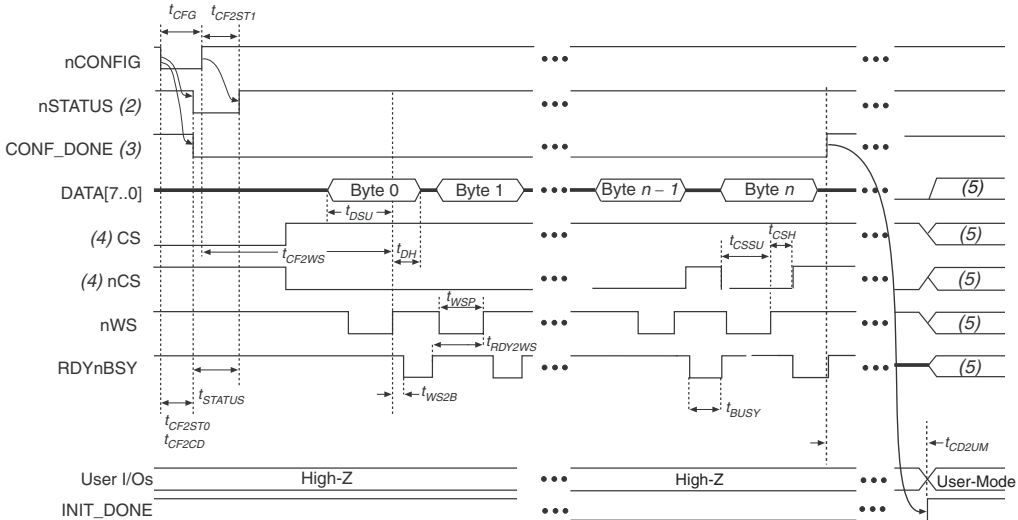 tCFG
tCF2ST1
nCONFIG
nSTATUS (2)
CONF_DONE (3)
DATA[7..0] Byte 0 Byte 1 Byte n – 1 Byte n (5)
tDSU
(4) CS (5)
tCF2WS tDH tCSSU tCSH
(4) nCS (5)
tWSP
nWS (5)
tRDY2WS
RDYnBSY (5)
tSTATUS tWS2B tBUSY
tCF2ST0
tCF2CD
tCD2UM
User I/Os High-Z High-Z User-Mode
INIT_DONE